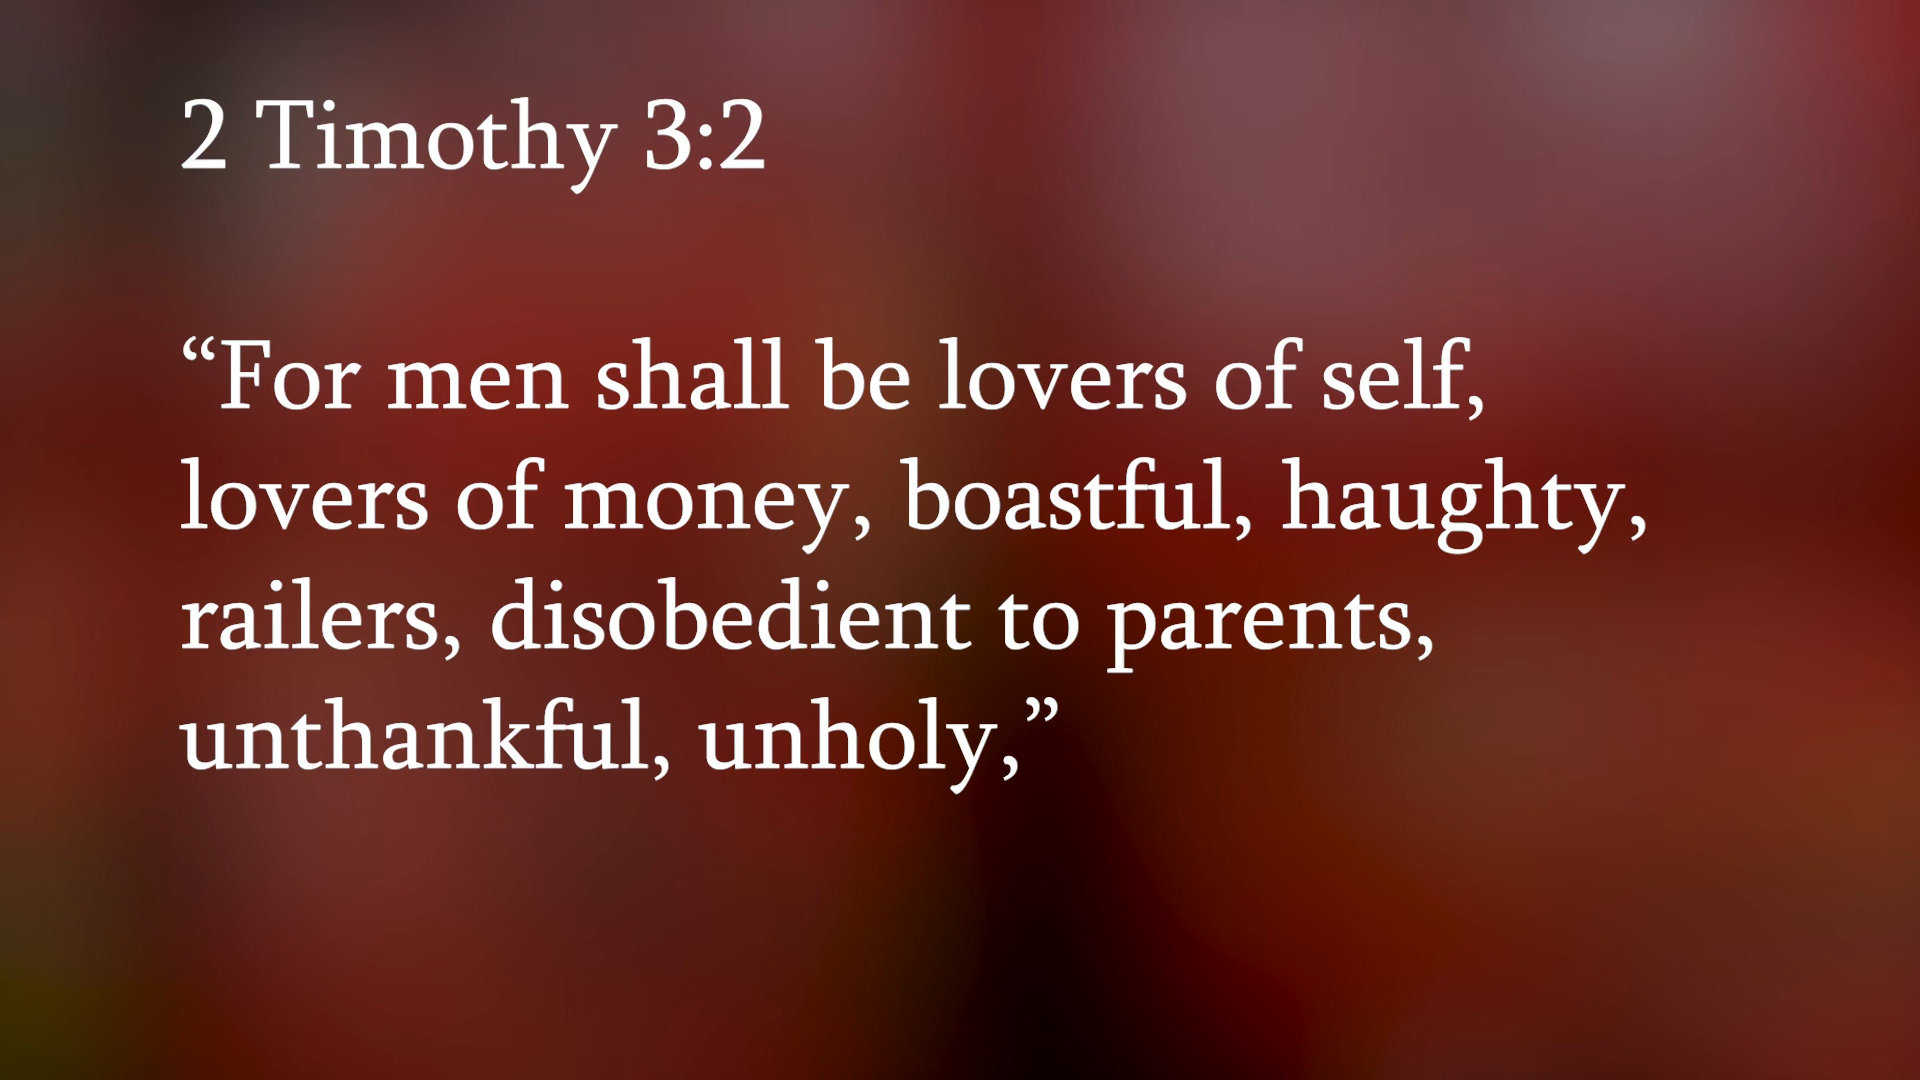 2 Timothy 3:2
“For men shall be lovers of self,
lovers of money, boastful, haughty,
railers, disobedient to parents,
unthankful, unholy,”